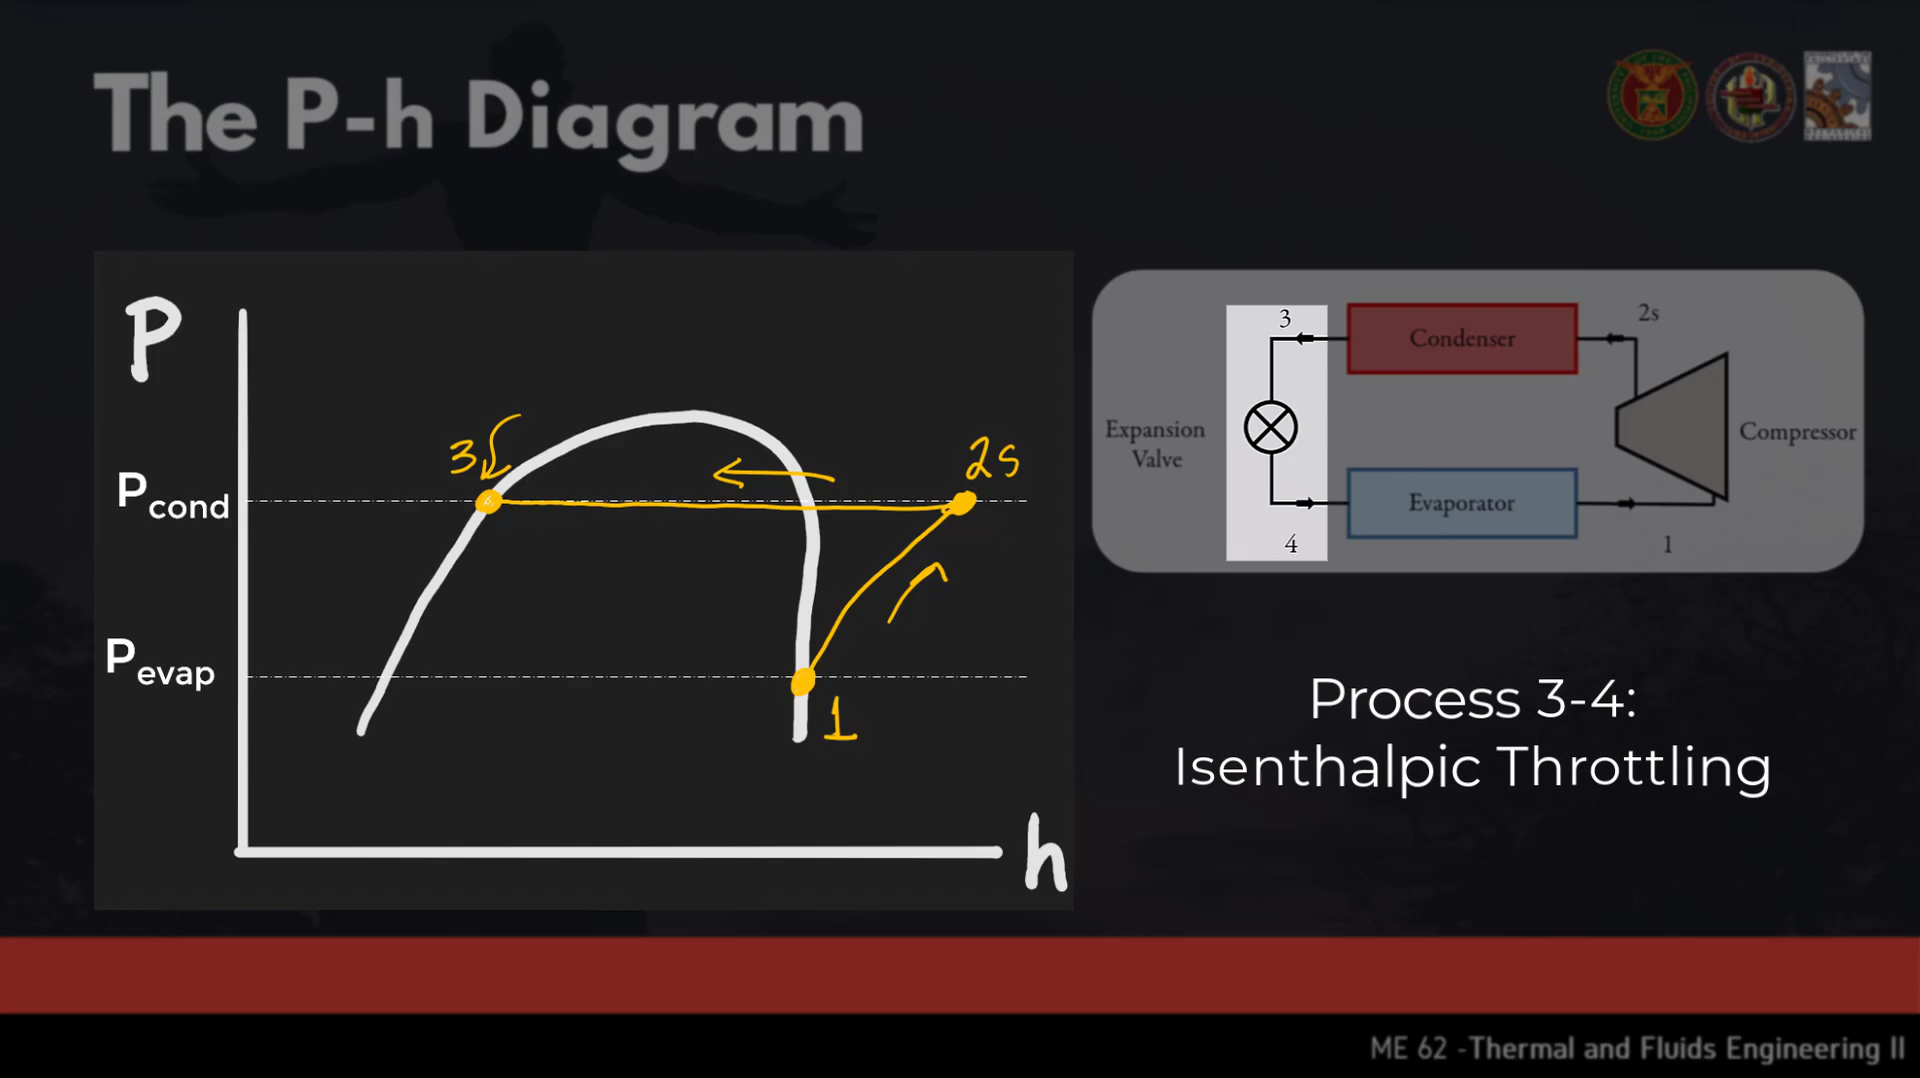 The P-h Diagram
P
3
2s
Pcond
Pevap
1
h
3
Condenser
2s
Expansion
Valve
Compressor
Evaporator
4
1
Process 3-4:
Isenthalpic Throttling
ME 62 -Thermal and Fluids Engineering II